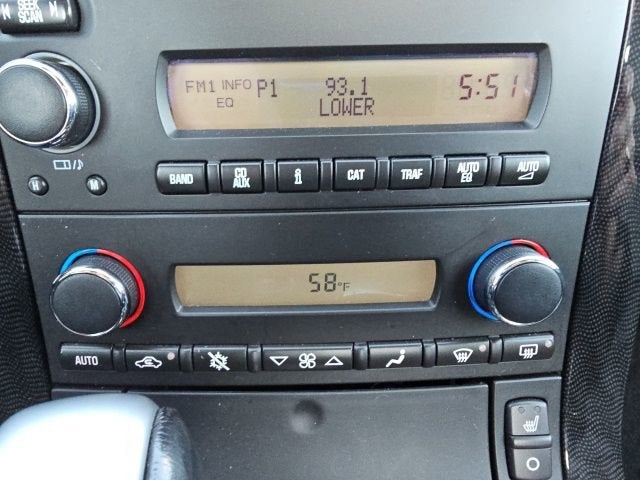 SEEK
SCAN
FM1 INFO P1 93.1 5:51
EQ LOWER
H M
BAND CD AUX i CAT TRAF AUTO EQ AUTO
58°F
AUTO